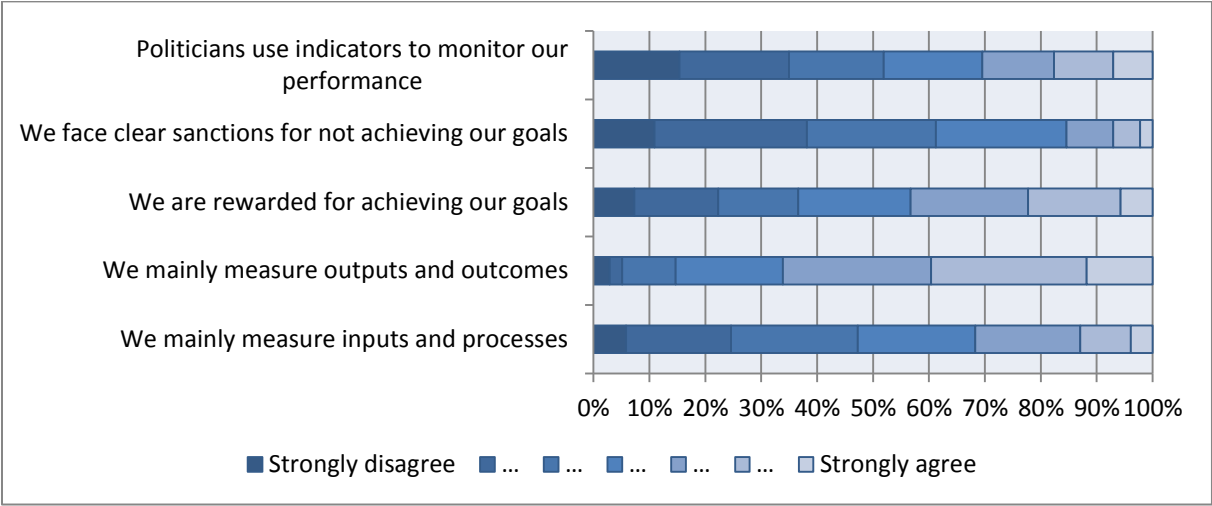 Politicians use indicators to monitor our
performance
We face clear sanctions for not achieving our goals
We are rewarded for achieving our goals
We mainly measure outputs and outcomes
We mainly measure inputs and processes
0% 10% 20% 30% 40% 50% 60% 70% 80% 90% 100%
Strongly disagree ... ... ... ... ... Strongly agree